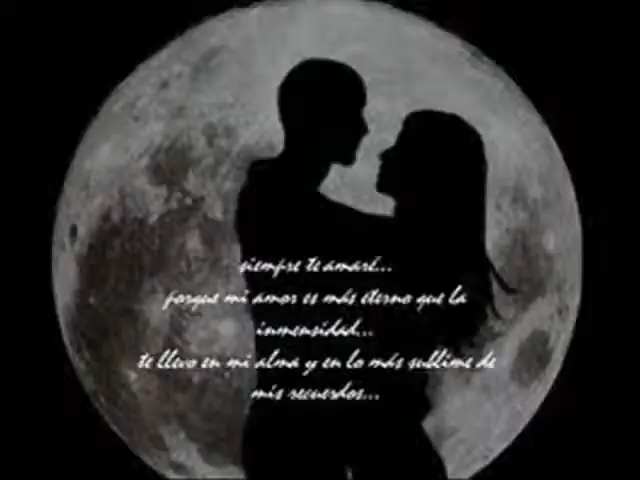 siempre te amaré...
porque mi amor es más eterno que la
inmensidad...
te llevo en mi alma y en lo más sublime de
mis recuerdos...